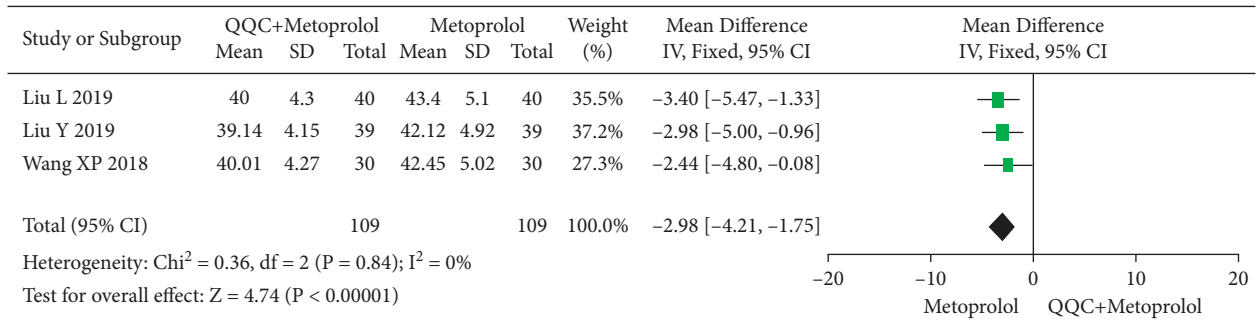 Study or Subgroup QQC+Metoprolol Metoprolol Weight Mean Difference Mean Difference
Mean SD Total Mean SD Total (%) IV, Fixed, 95% CI IV, Fixed, 95% CI
Liu L 2019 40 4.3 40 43.4 5.1 40 35.5% −3.40 [−5.47, −1.33]
Liu Y 2019 39.14 4.15 39 42.12 4.92 39 37.2% −2.98 [−5.00, −0.96]
Wang XP 2018 40.01 4.27 30 42.45 5.02 30 27.3% −2.44 [−4.80, −0.08]
Total (95% CI) 109 109 100.0% −2.98 [−4.21, −1.75]
Heterogeneity: Chi² = 0.36, df = 2 (P = 0.84); I² = 0%
Test for overall effect: Z = 4.74 (P < 0.00001)
−20 −10 0 10 20
Metoprolol QQC+Metoprolol